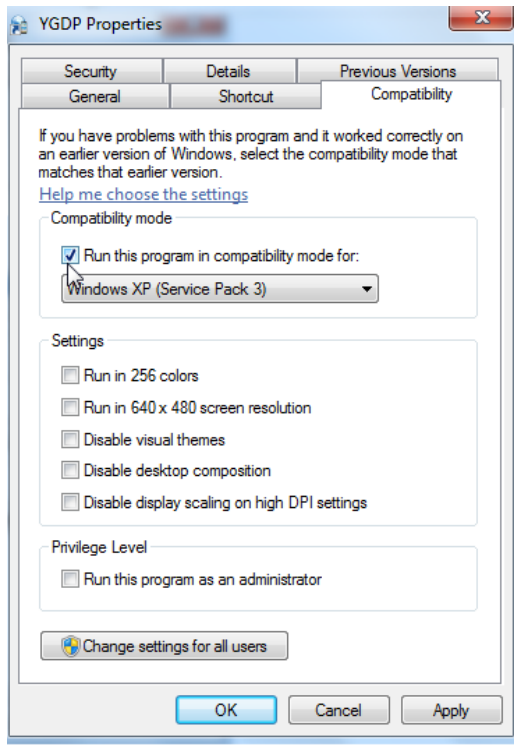 YGDP Properties
Security Details Previous Versions
General Shortcut Compatibility
If you have problems with this program and it worked correctly on
an earlier version of Windows, select the compatibility mode that
matches that earlier version.
Help me choose the settings
Compatibility mode
Run this program in compatibility mode for:
Windows XP (Service Pack 3)
Settings
Run in 256 colors
Run in 640 x 480 screen resolution
Disable visual themes
Disable desktop composition
Disable display scaling on high DPI settings
Privilege Level
Run this program as an administrator
Change settings for all users
OK Cancel Apply